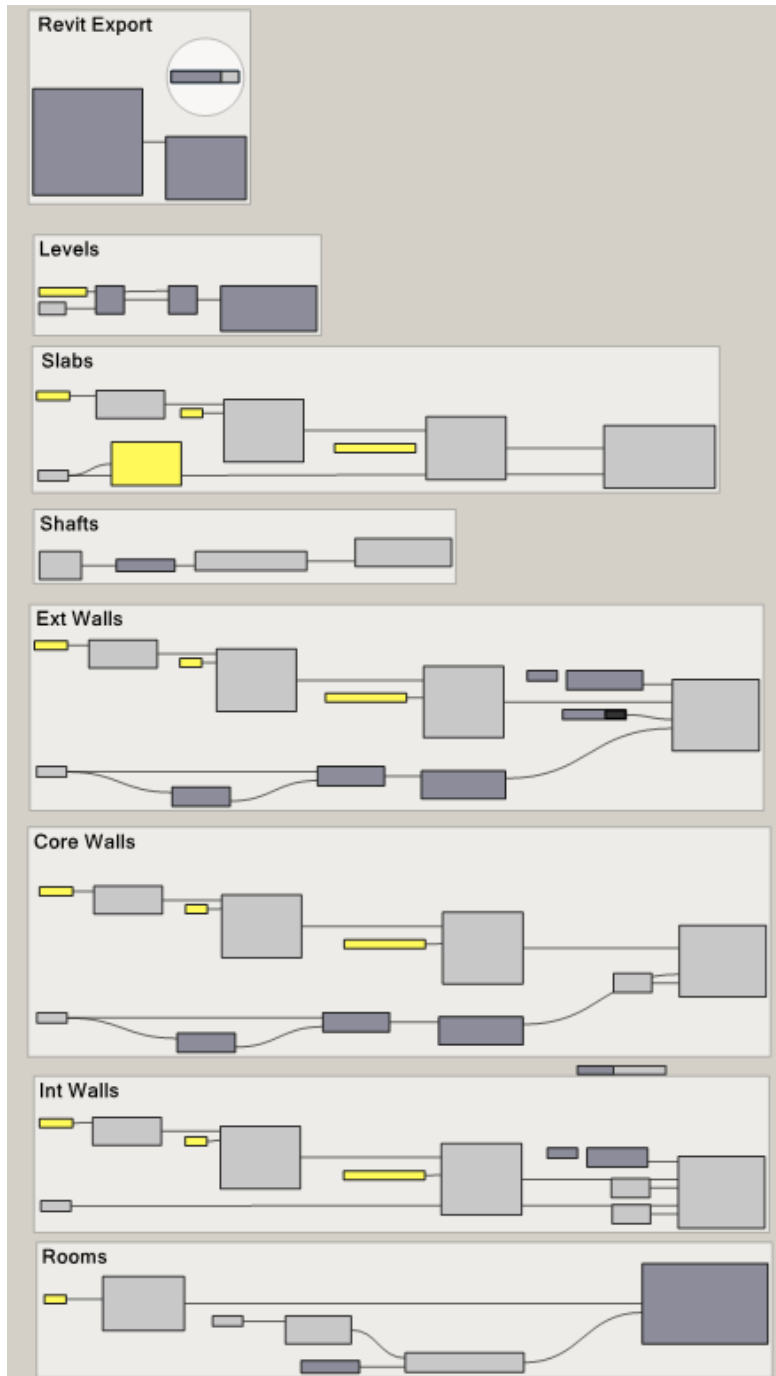 Revit Export
Levels
Slabs
Shafts
Ext Walls
Core Walls
Int Walls
Rooms